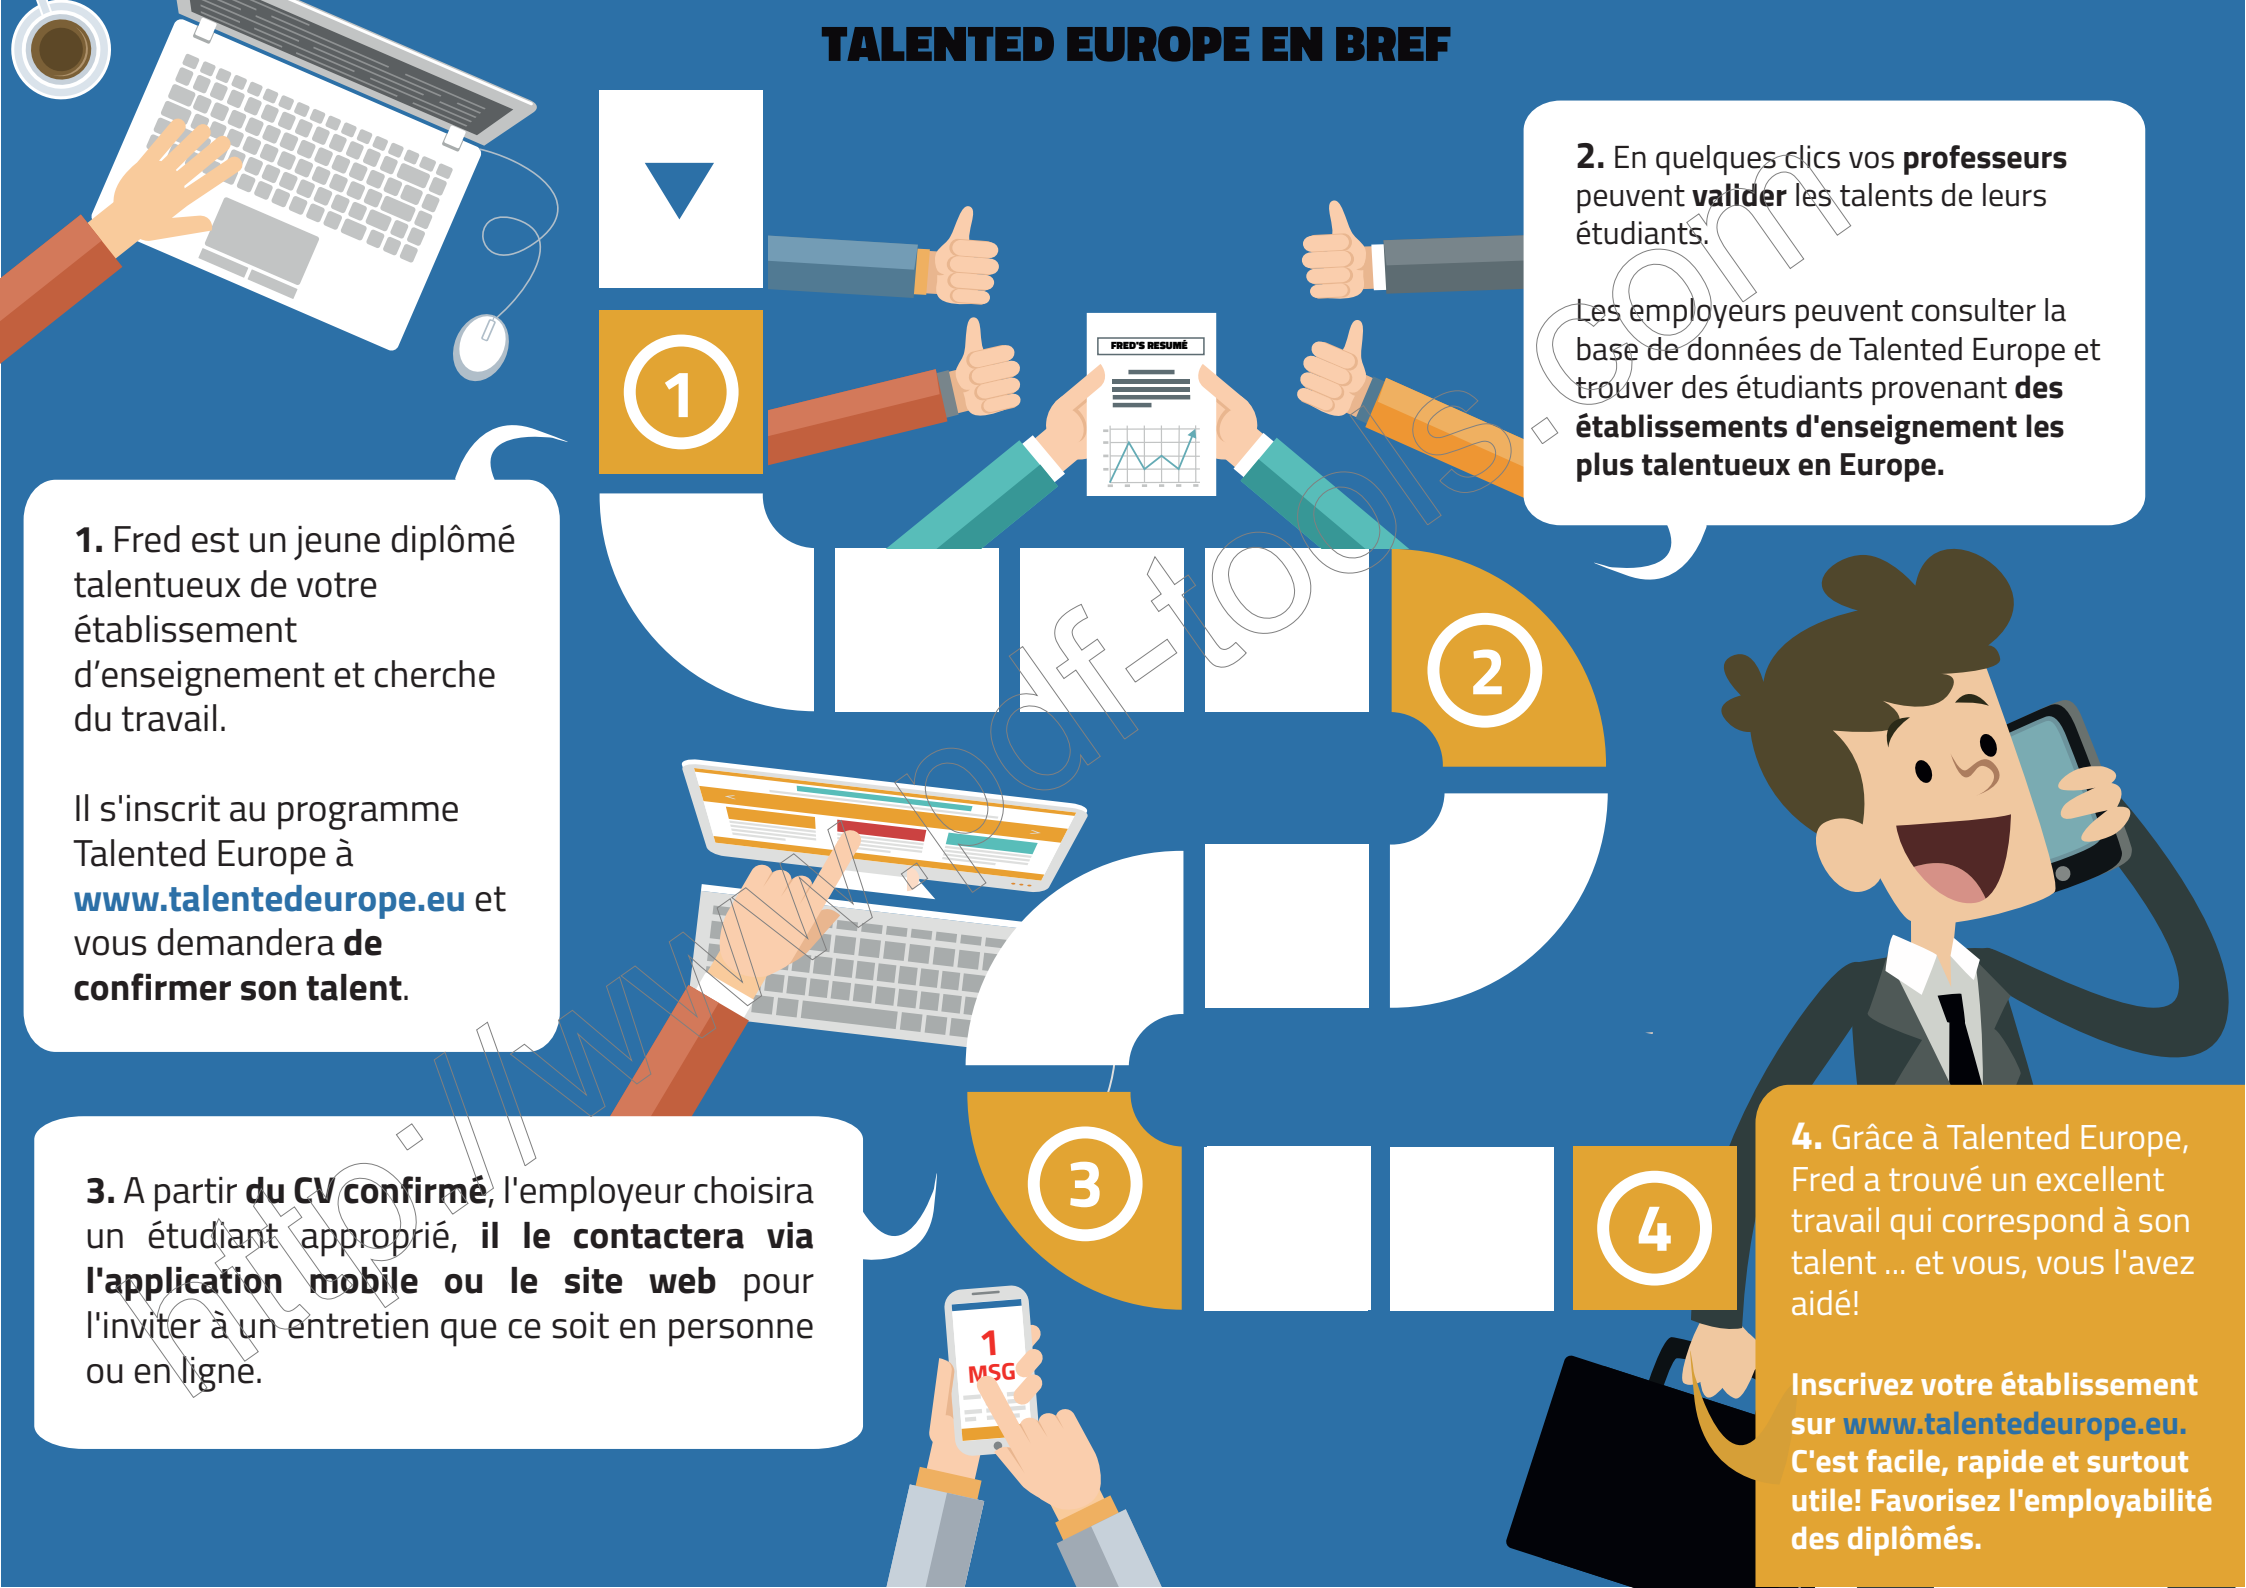 TALENTED EUROPE EN BREF
1
1. Fred est un jeune diplômé
talentueux de votre
établissement
d’enseignement et cherche
du travail.
Il s'inscrit au programme
Talented Europe à
www.talentedeurope.eu et
vous demandera de
confirmer son talent.
FRED'S RESUMÉ
2. En quelques clics vos professeurs
peuvent valider les talents de leurs
étudiants.
Les employeurs peuvent consulter la
base de données de Talented Europe et
trouver des étudiants provenant des
établissements d'enseignement les
plus talentueux en Europe.
2
3. A partir du CV confirmé, l'employeur choisira
un étudiant approprié, il le contactera via
l'application mobile ou le site web pour
l'inviter à un entretien que ce soit en personne
ou en ligne.
3
1
MSG
4
4. Grâce à Talented Europe,
Fred a trouvé un excellent
travail qui correspond à son
talent ... et vous, vous l'avez
aidé!
Inscrivez votre établissement
sur www.talentedeurope.eu.
C'est facile, rapide et surtout
utile! Favorisez l'employabilité
des diplômés.
http://www.pdf-tools.com